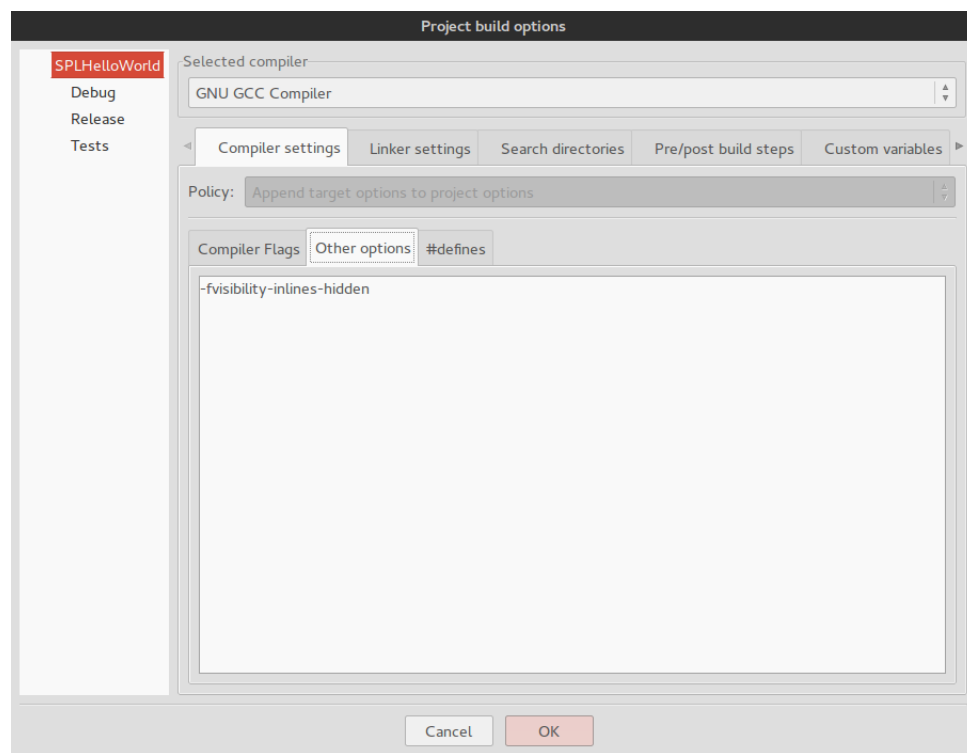 Project build options
SPLHelloWorld
Debug
Release
Tests
Selected compiler
GNU GCC Compiler
Compiler settings Linker settings Search directories Pre/post build steps Custom variables
Policy: Append target options to project options
Compiler Flags Other options #defines
-fvisibility-inlines-hidden
Cancel OK